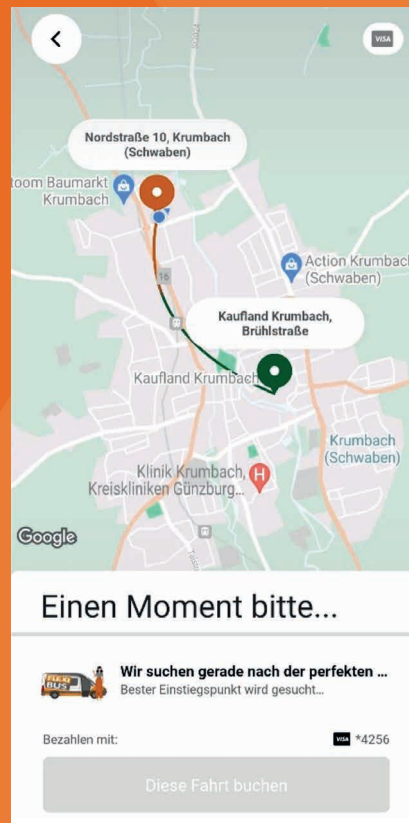 VISA
Nordstraße 10, Krumbach
(Schwaben)
toom Baumarkt
Krumbach
Action Krumbach
(Schwaben)
16
Kaufland Krumbach,
Brühlstraße
Kaufland Krumbach
Krumbach
(Schwaben)
Klinik Krumbach,
Kreiskliniken Günzburg...
H
Google
Einen Moment bitte...
FLEXI
BUS
Wir suchen gerade nach der perfekten ...
Bester Einstiegspunkt wird gesucht...
Bezahlen mit:
VISA *4256
Diese Fahrt buchen